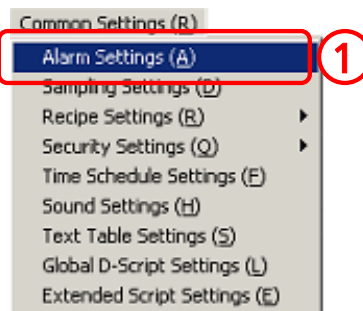 Common Settings (R)
Alarm Settings (A)
1
Sampling Settings (D)
Recipe Settings (R)
Security Settings (Q)
Time Schedule Settings (F)
Sound Settings (H)
Text Table Settings (S)
Global D-Script Settings (L)
Extended Script Settings (E)